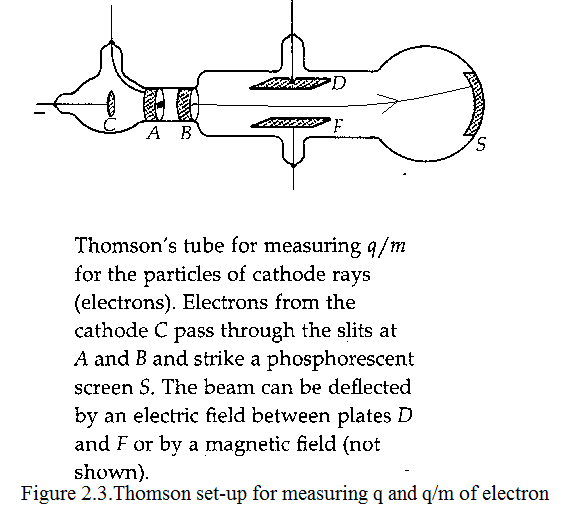 D
C
A B
F
S
Thomson's tube for measuring q/m
for the particles of cathode rays
(electrons). Electrons from the
cathode C pass through the slits at
A and B and strike a phosphorescent
screen S. The beam can be deflected
by an electric field between plates D
and F or by a magnetic field (not
shown).
Figure 2.3.Thomson set-up for measuring q and q/m of electron